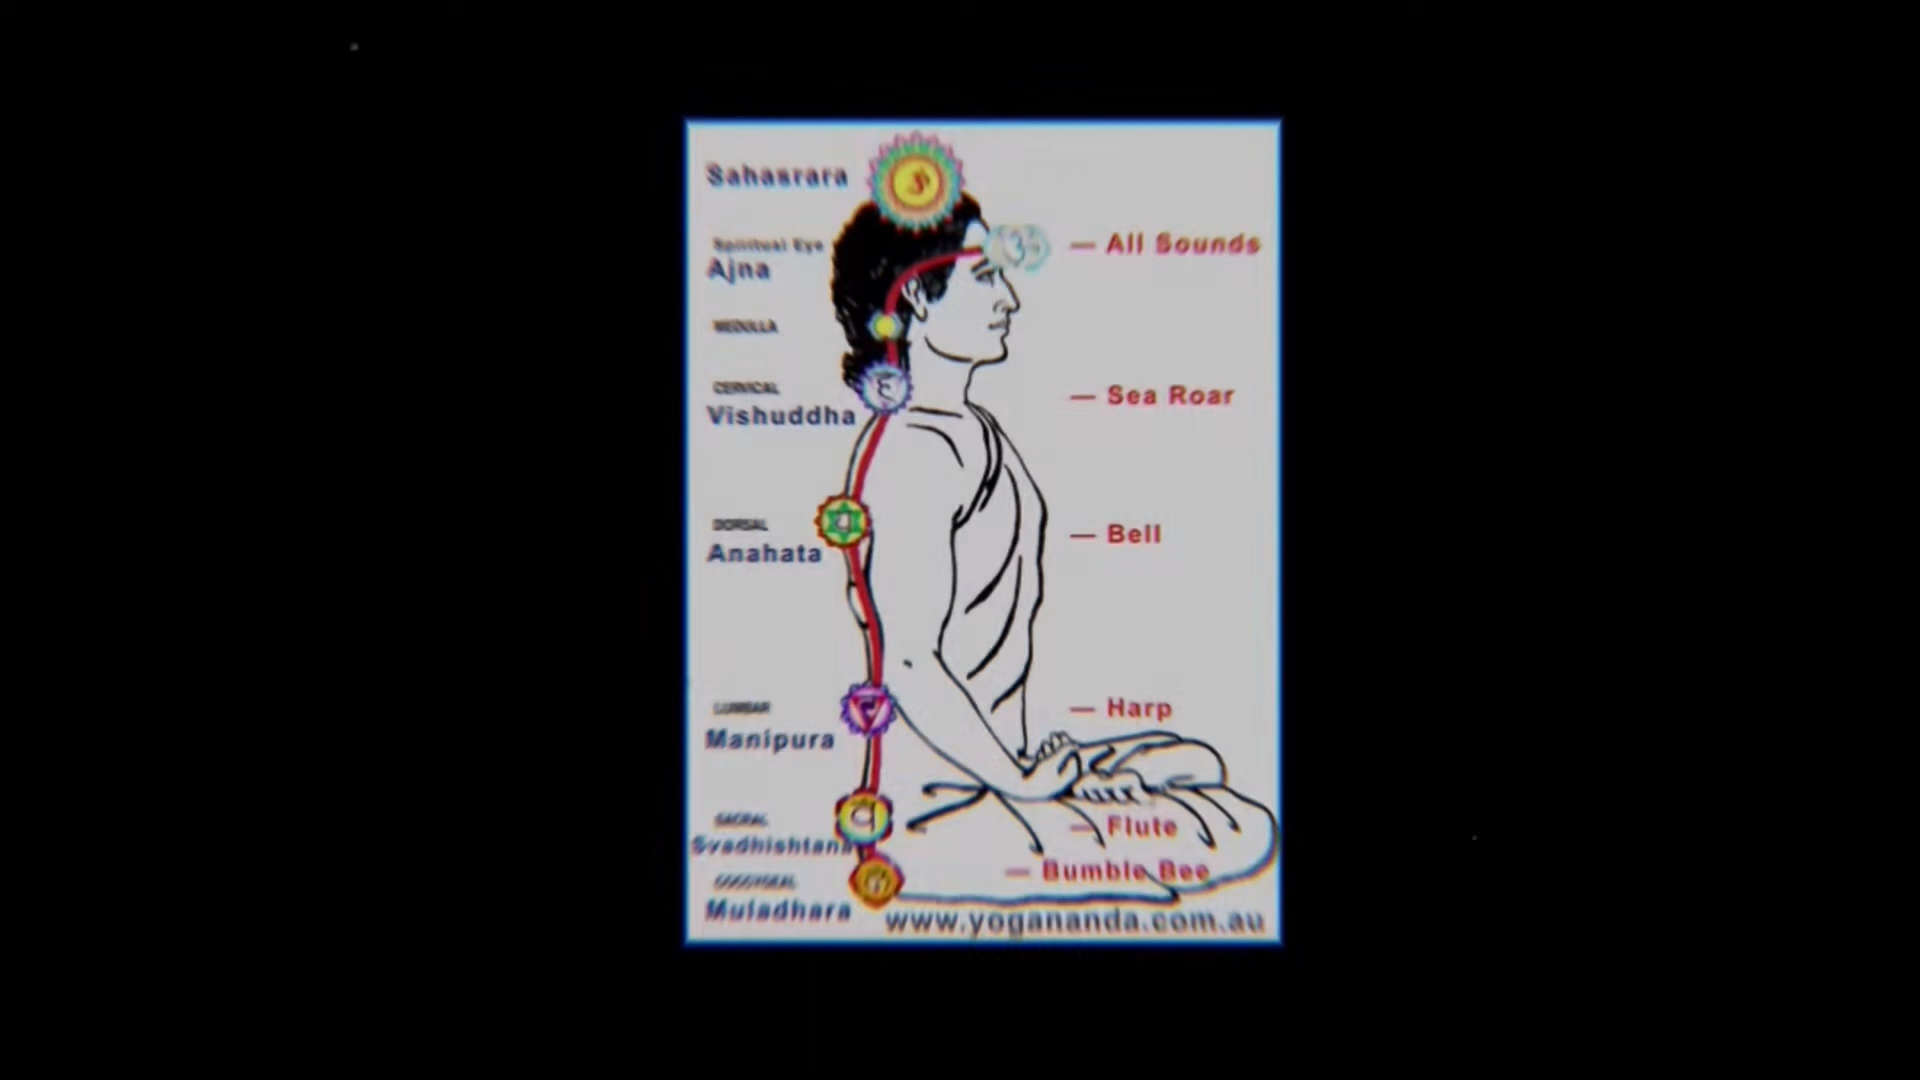 Sahasrara
Spiritual Eye
Ajna
— All Sounds
MEDULLA
CERVICAL
Vishuddha
— Sea Roar
DORSAL
Anahata
— Bell
LUMBAR
Manipura
— Harp
SACRAL
Svadhishtana
— Flute
COCCYGEAL
Muladhara
— Bumble Bee
www.yogananda.com.au